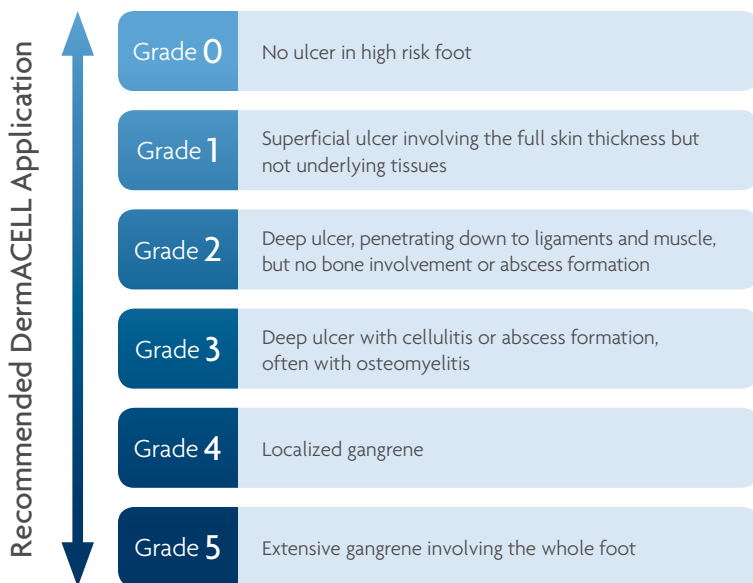 Recommended DermACELL Application
Grade 0
No ulcer in high risk foot
Grade 1
Superficial ulcer involving the full skin thickness but
not underlying tissues
Grade 2
Deep ulcer, penetrating down to ligaments and muscle,
but no bone involvement or abscess formation
Grade 3
Deep ulcer with cellulitis or abscess formation,
often with osteomyelitis
Grade 4
Localized gangrene
Grade 5
Extensive gangrene involving the whole foot